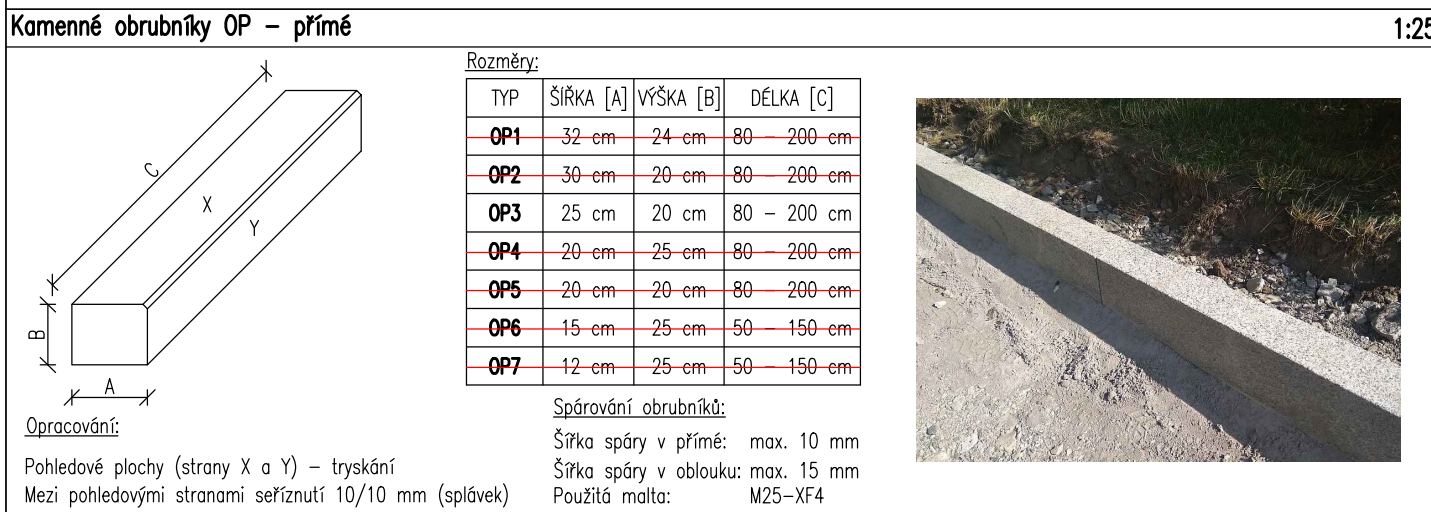 Kamenné obrubníky OP – přímé 1:25
Rozměry:
TYP ŠÍŘKA [A] VÝŠKA [B] DÉLKA [C]
OP1 32 cm 24 cm 80 – 200 cm
OP2 30 cm 20 cm 80 – 200 cm
OP3 25 cm 20 cm 80 – 200 cm
OP4 20 cm 25 cm 80 – 200 cm
OP5 20 cm 20 cm 80 – 200 cm
OP6 15 cm 25 cm 50 – 150 cm
OP7 12 cm 25 cm 50 – 150 cm
C
X
Y
B
A
Opracování:
Pohledové plochy (strany X a Y) – tryskání
Mezi pohledovými stranami seříznutí 10/10 mm (splávek)
Spárování obrubníků:
Šířka spáry v přímé: max. 10 mm
Šířka spáry v oblouku: max. 15 mm
Použitá malta: M25–XF4